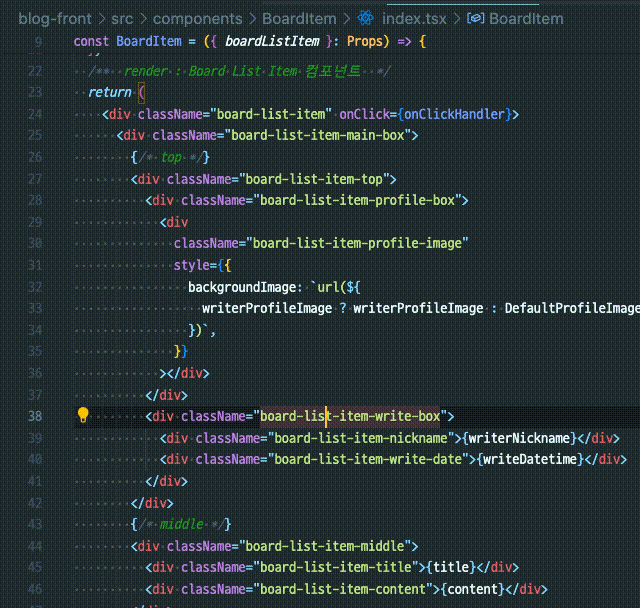 blog-front > src > components > BoardItem > index.tsx > BoardItem
9 const BoardItem = ({ boardListItem }: Props) => {
22 /** render : Board List Item 컴포넌트 */
23 return (
24 <div className="board-list-item" onClick={onClickHandler}>
25 <div className="board-list-item-main-box">
26 {/* top */}
27 <div className="board-list-item-top">
28 <div className="board-list-item-profile-box">
29 <div
30 className="board-list-item-profile-image"
31 style={{
32 backgroundImage: `url(${
33 writerProfileImage ? writerProfileImage : DefaultProfileImage
34 })`,
35 }}
36 ></div>
37 </div>
38 <div className="board-list-item-write-box">
39 <div className="board-list-item-nickname">{writerNickname}</div>
40 <div className="board-list-item-write-date">{writeDatetime}</div>
41 </div>
42 </div>
43 {/* middle */}
44 <div className="board-list-item-middle">
45 <div className="board-list-item-title">{title}</div>
46 <div className="board-list-item-content">{content}</div>